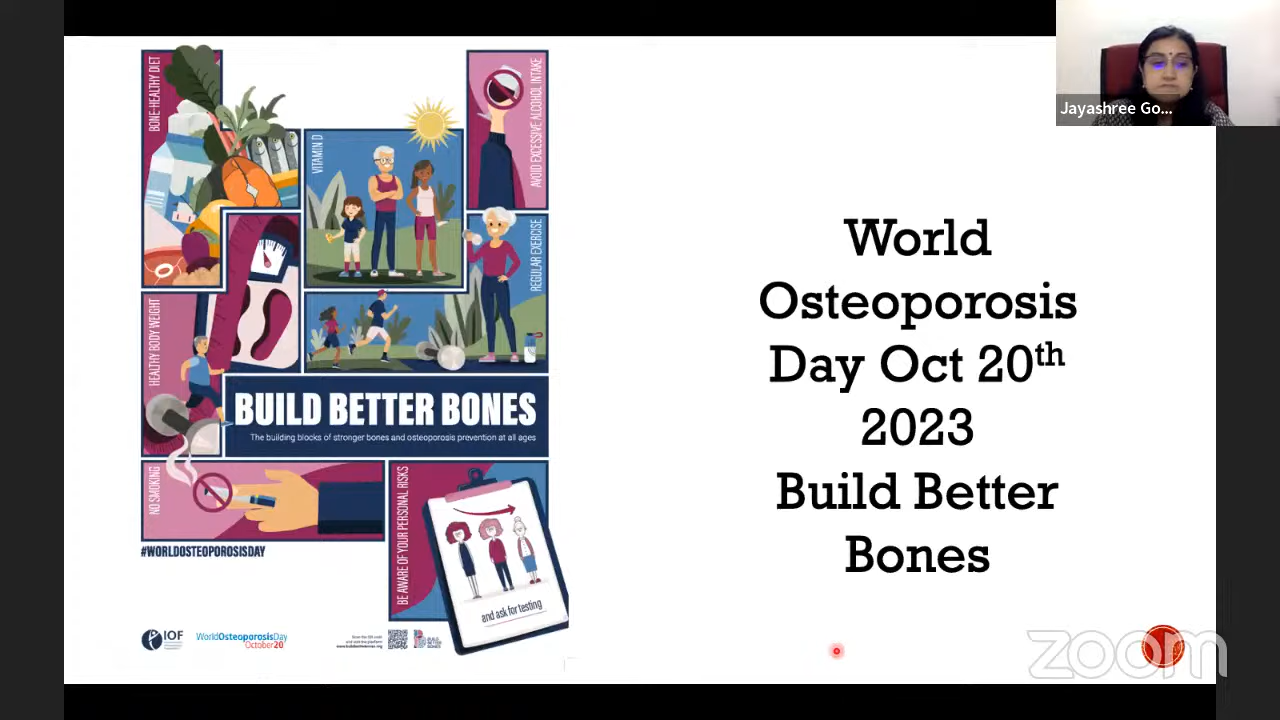 BONE-HEALTHY DIET
VITAMIN D
AVOID EXCESSIVE ALCOHOL INTAKE
REGULAR EXERCISE
HEALTHY BODY WEIGHT
BUILD BETTER BONES
The building blocks of stronger bones and osteoporosis prevention at all ages
NO SMOKING
BE AWARE OF YOUR PERSONAL RISKS
and ask for testing
#WORLDOSTEOPOROSISDAY
IOF
WorldOsteoporosisDay
October 20
BUILD
BETTER
BONES
World
Osteoporosis
Day Oct 20th
2023
Build Better
Bones
Jayashree Go...
zoom